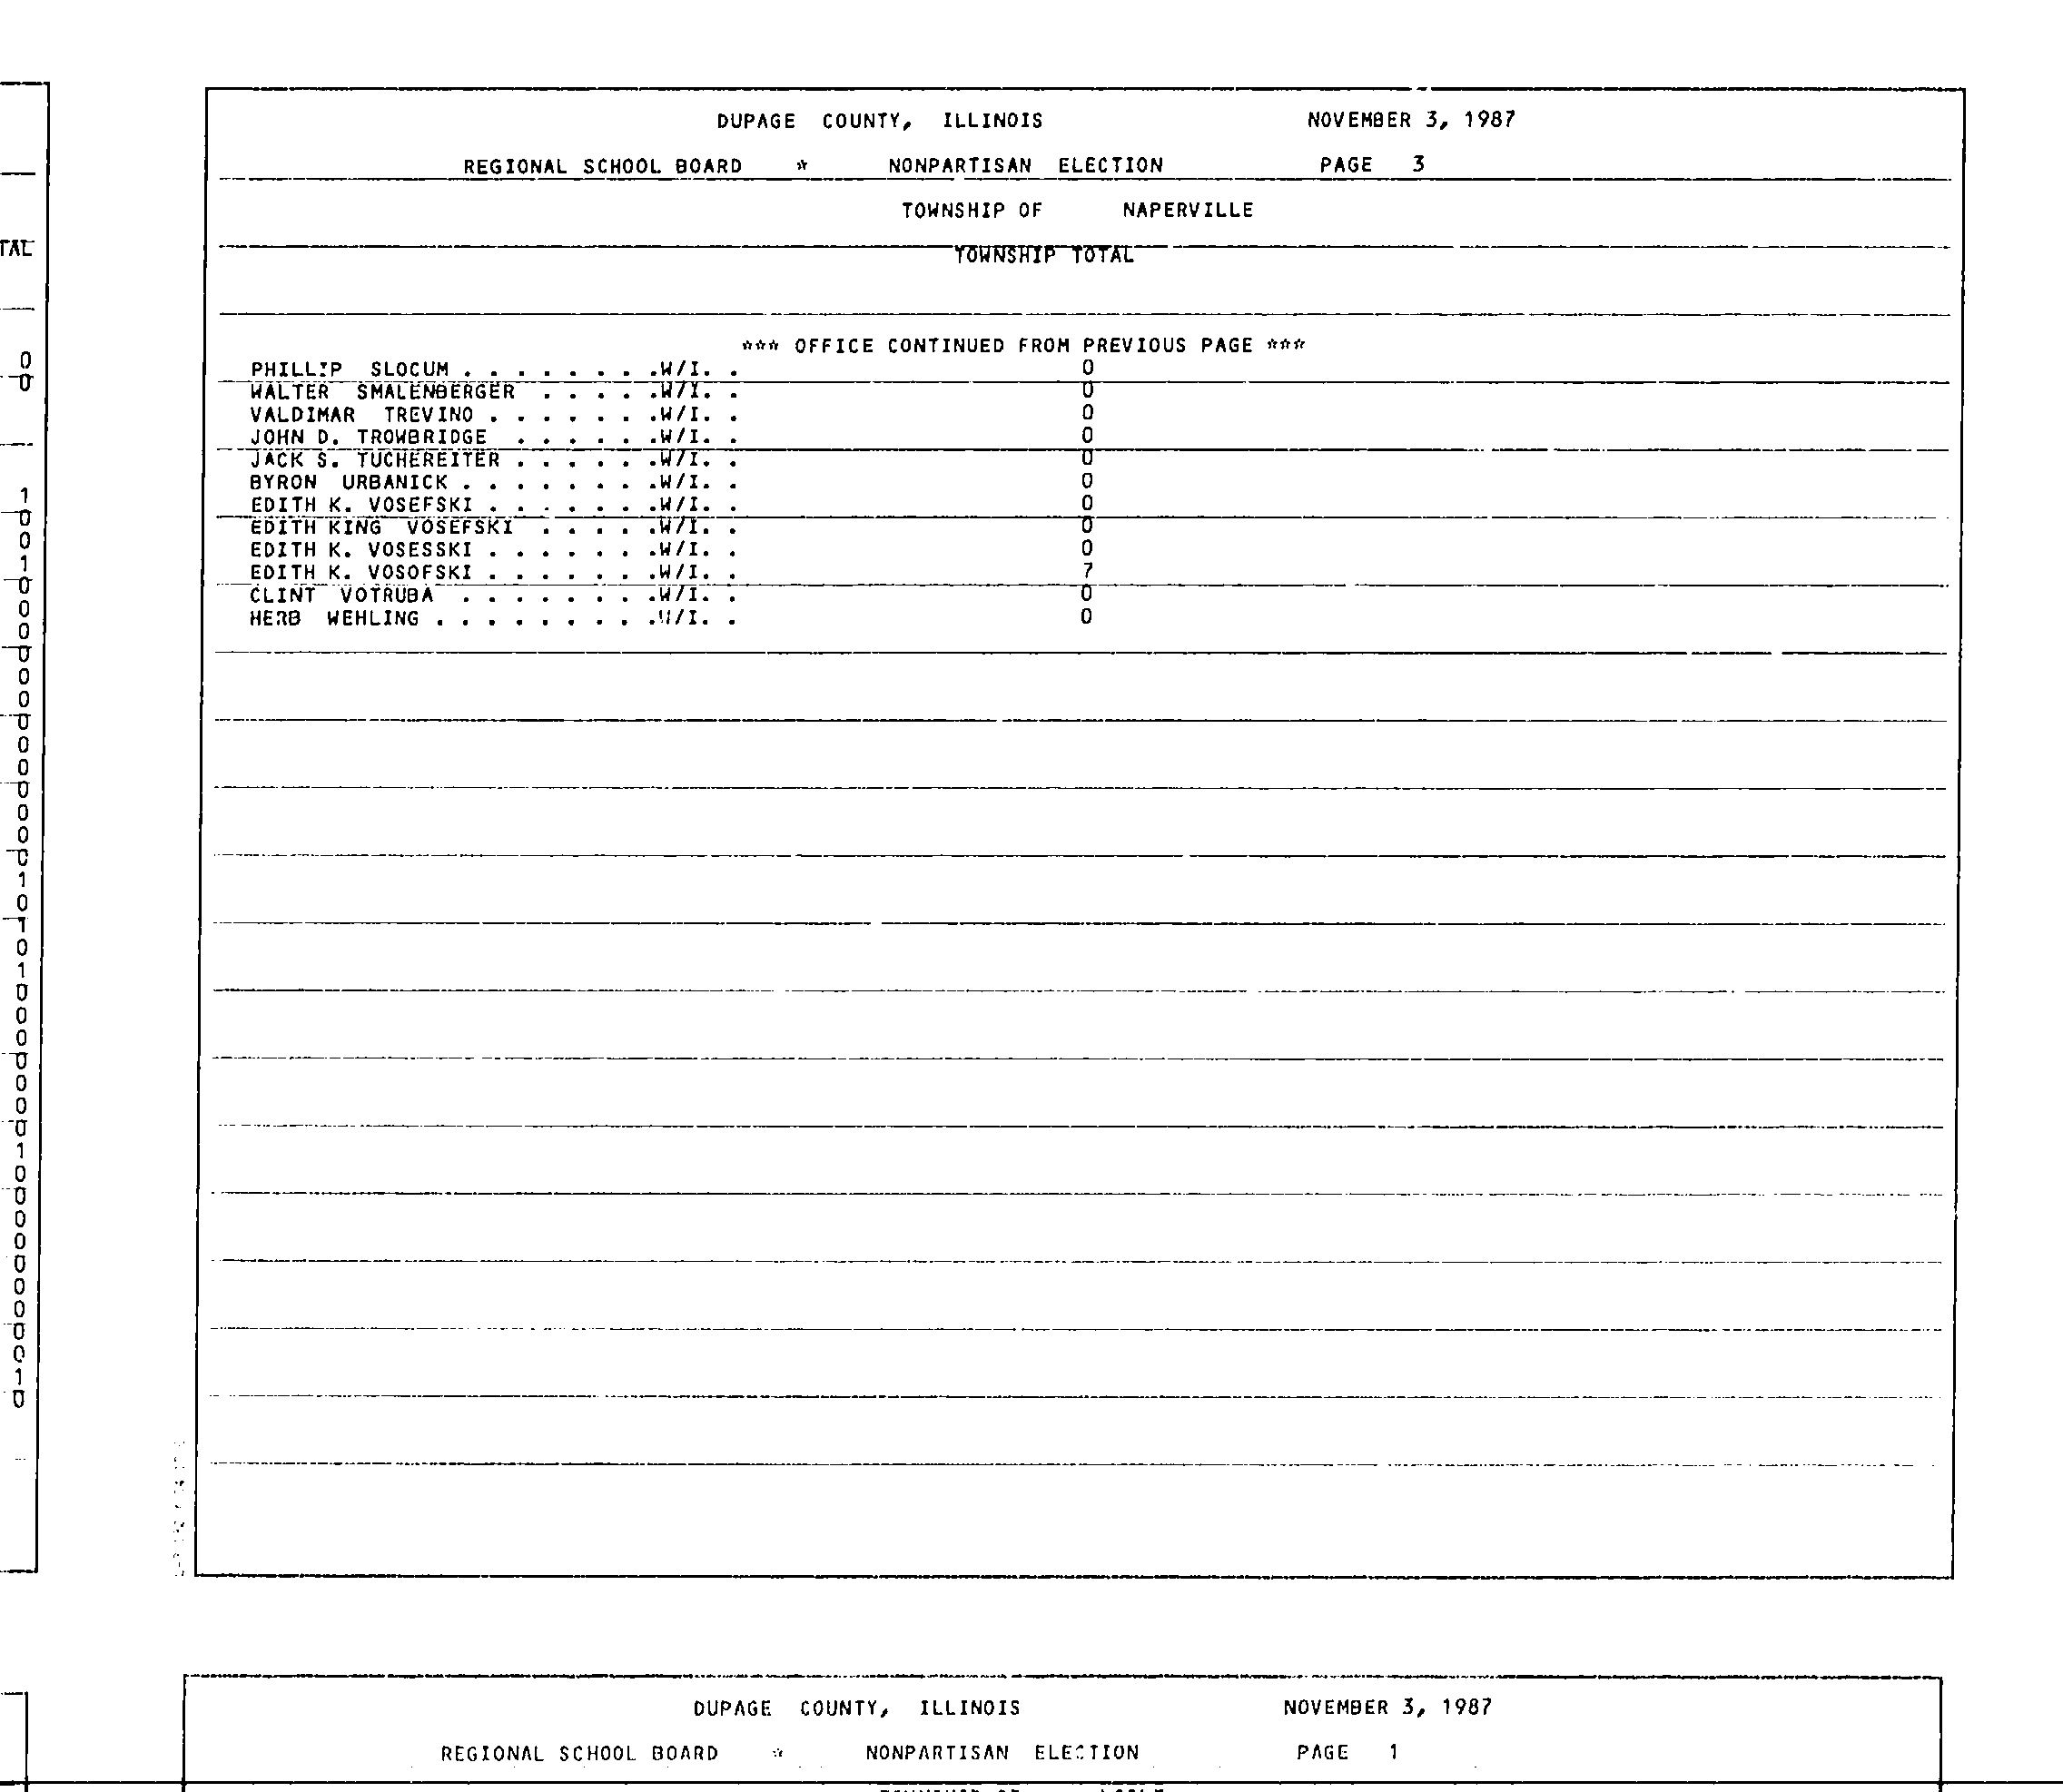 DUPAGE COUNTY, ILLINOIS NOVEMBER 3, 1987
REGIONAL SCHOOL BOARD * NONPARTISAN ELECTION PAGE 3
TOWNSHIP OF NAPERVILLE
TOWNSHIP TOTAL
*** OFFICE CONTINUED FROM PREVIOUS PAGE ***
PHILLIP SLOCUM . . . . . . . .W/I. . 0
WALTER SMALENBERGER . . . . .W/I. . 0
VALDIMAR TREVINO . . . . . . .W/I. . 0
JOHN D. TROWBRIDGE . . . . . .W/I. . 0
JACK S. TUCHEREITER . . . . . .W/I. . 0
BYRON URBANICK . . . . . . . .W/I. . 0
EDITH K. VOSEFSKI . . . . . . .W/I. . 0
EDITH KING VOSEFSKI . . . . .W/I. . 0
EDITH K. VOSESSKI . . . . . . .W/I. . 0
EDITH K. VOSOFSKI . . . . . . .W/I. . 7
CLINT VOTRUBA . . . . . . . .W/I. . 0
HERB WEHLING . . . . . . . . .W/I. . 0
TAL
0
0
1
0
0
1
0
0
0
0
0
0
0
0
0
0
0
0
0
1
0
1
0
1
0
0
0
0
0
0
0
1
0
0
0
0
0
0
0
0
0
1
0
DUPAGE COUNTY, ILLINOIS NOVEMBER 3, 1987
REGIONAL SCHOOL BOARD * NONPARTISAN ELECTION PAGE 1